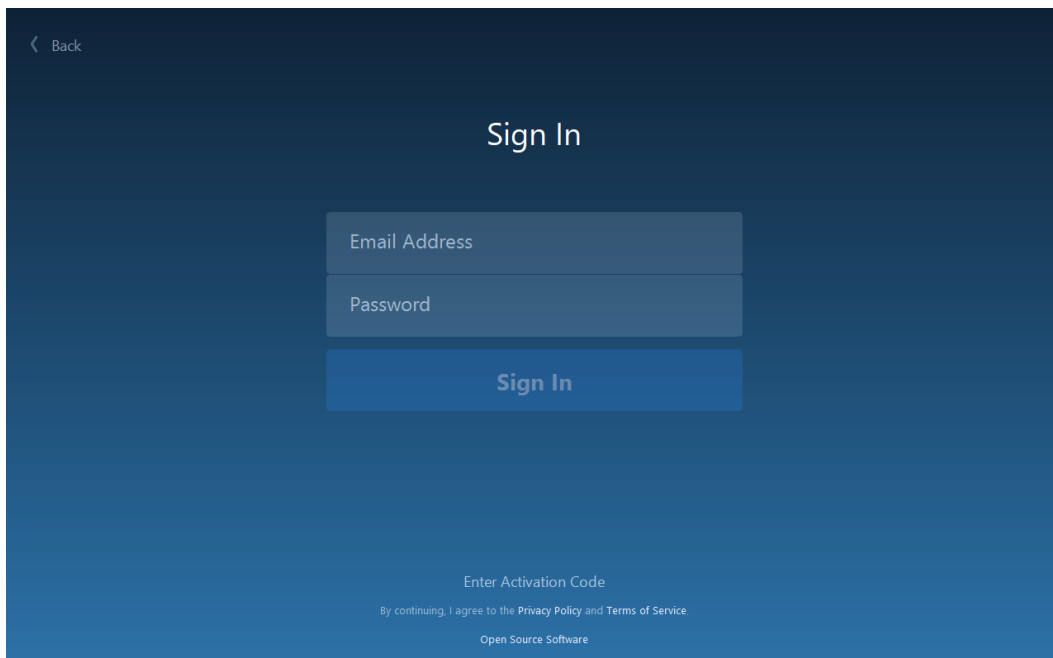 Back
Sign In
Email Address
Password
Sign In
Enter Activation Code
By continuing, I agree to the Privacy Policy and Terms of Service.
Open Source Software